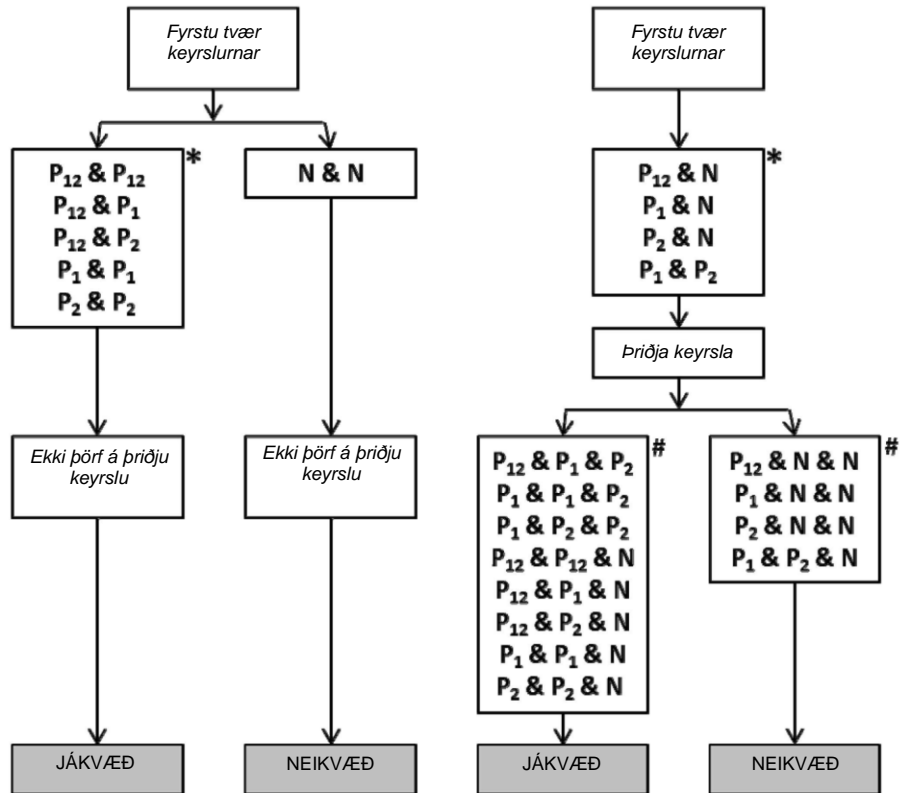 Fyrstu tvær
keyrslurnar
P₁₂ & P₁₂
P₁₂ & P₁
P₁₂ & P₂
P₁ & P₁
P₂ & P₂
*
N & N
Ekki þörf á þriðju
keyrslu
Ekki þörf á þriðju
keyrslu
JÁKVÆÐ
NEIKVÆÐ
Fyrstu tvær
keyrslurnar
P₁₂ & N
P₁ & N
P₂ & N
P₁ & P₂
*
Þriðja keyrsla
P₁₂ & P₁ & P₂
P₁ & P₁ & P₂
P₁ & P₂ & P₂
P₁₂ & P₁₂ & N
P₁₂ & P₁ & N
P₁₂ & P₂ & N
P₁ & P₁ & N
P₂ & P₂ & N
#
P₁₂ & N & N
P₁ & N & N
P₂ & N & N
P₁ & P₂ & N
#
JÁKVÆÐ
NEIKVÆÐ